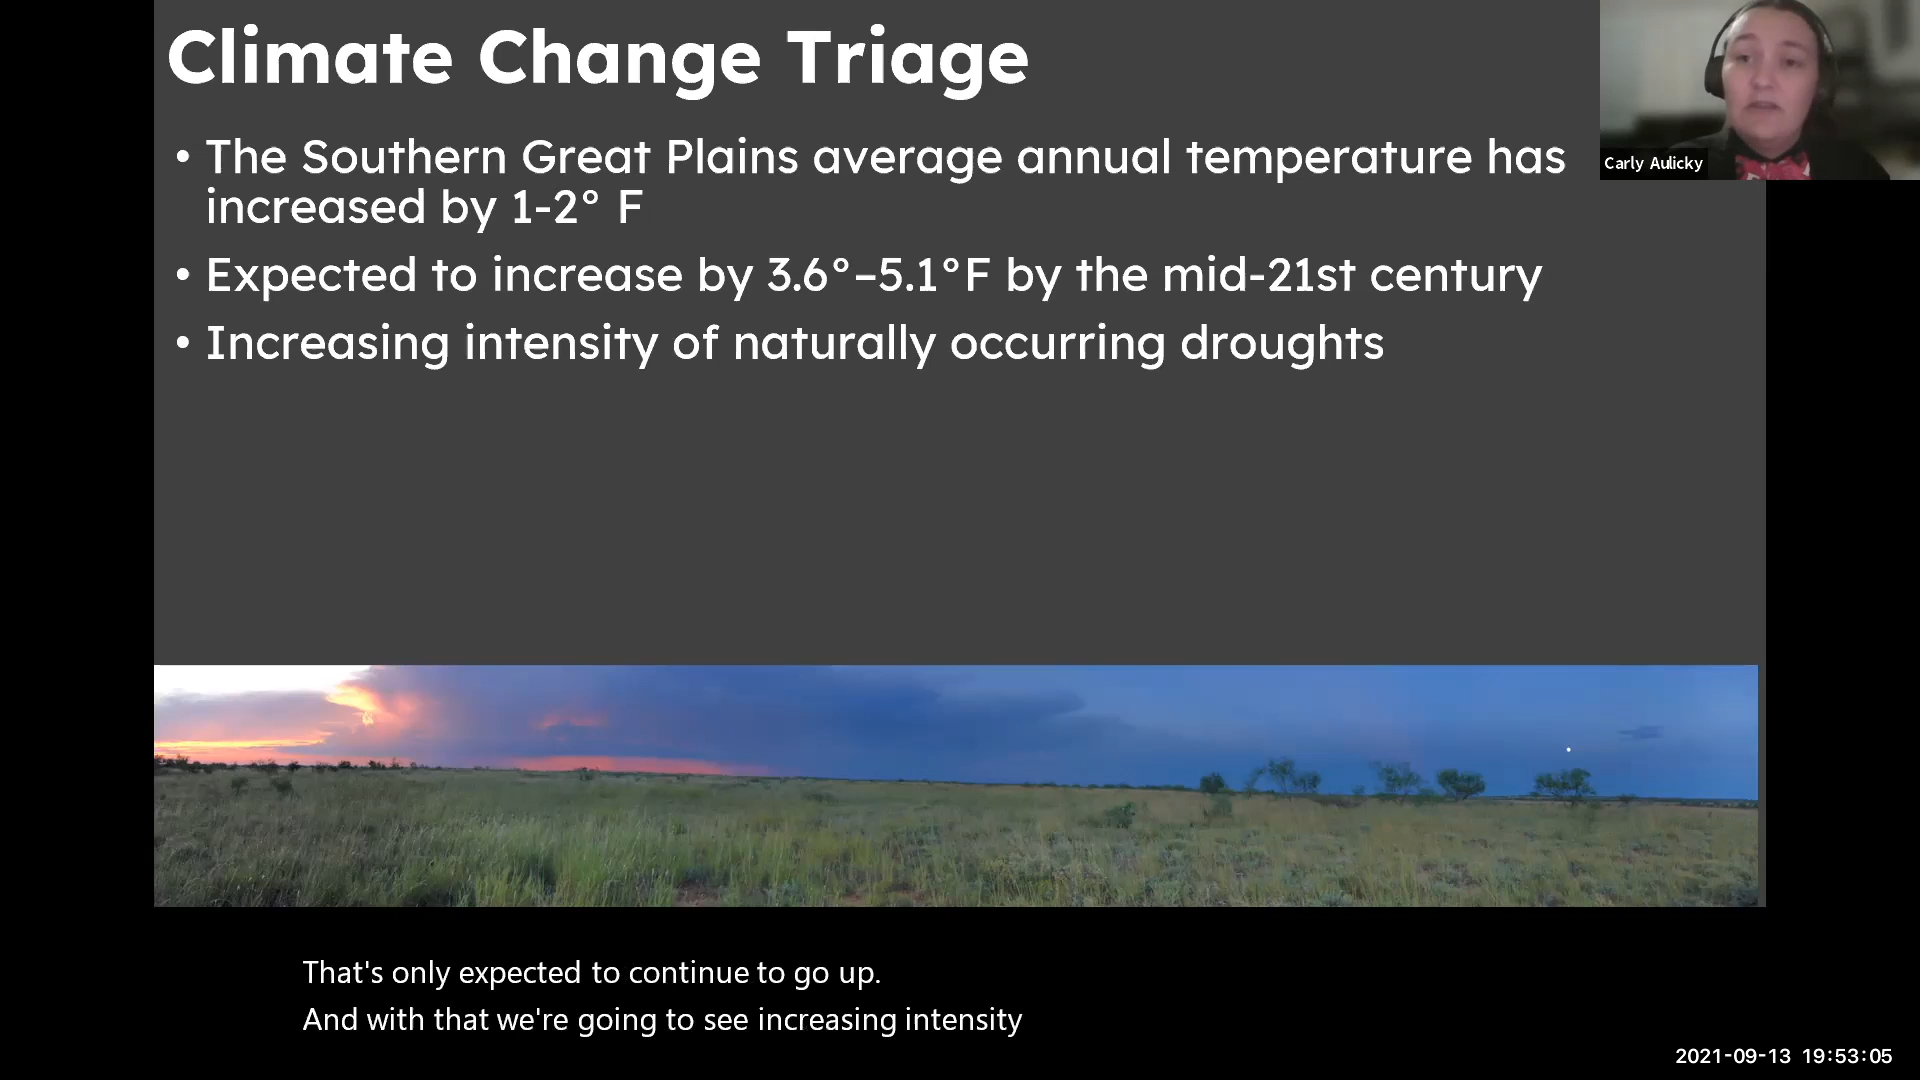 Climate Change Triage
• The Southern Great Plains average annual temperature has
increased by 1-2° F
• Expected to increase by 3.6°–5.1°F by the mid-21st century
• Increasing intensity of naturally occurring droughts
Carly Aulicky
That's only expected to continue to go up.
And with that we're going to see increasing intensity
2021-09-13 19:53:05